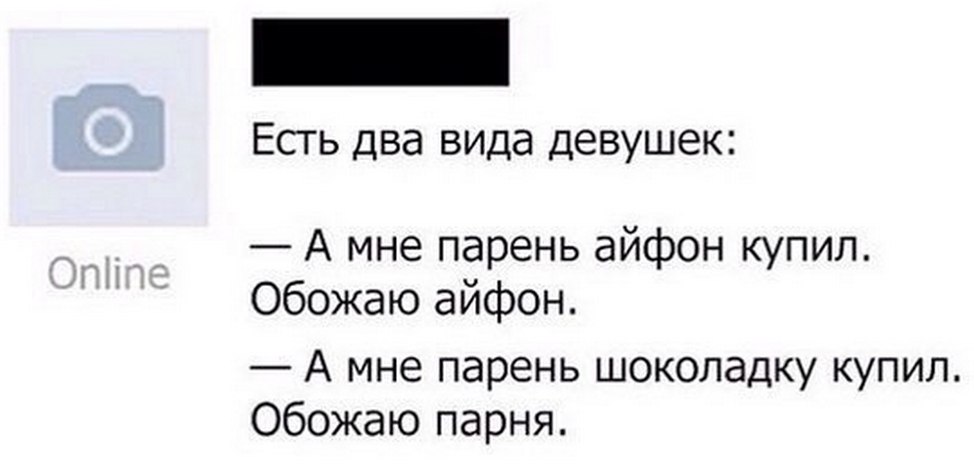 Есть два вида девушек:
— А мне парень айфон купил.
Обожаю айфон.
— А мне парень шоколадку купил.
Обожаю парня.
Online